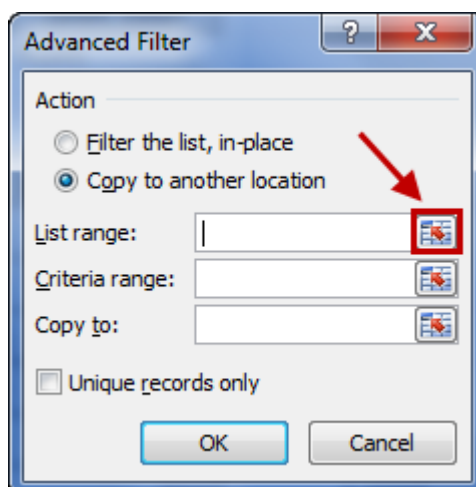 Advanced Filter
?
X
Action
Filter the list, in-place
Copy to another location
List range:
Criteria range:
Copy to:
Unique records only
OK Cancel